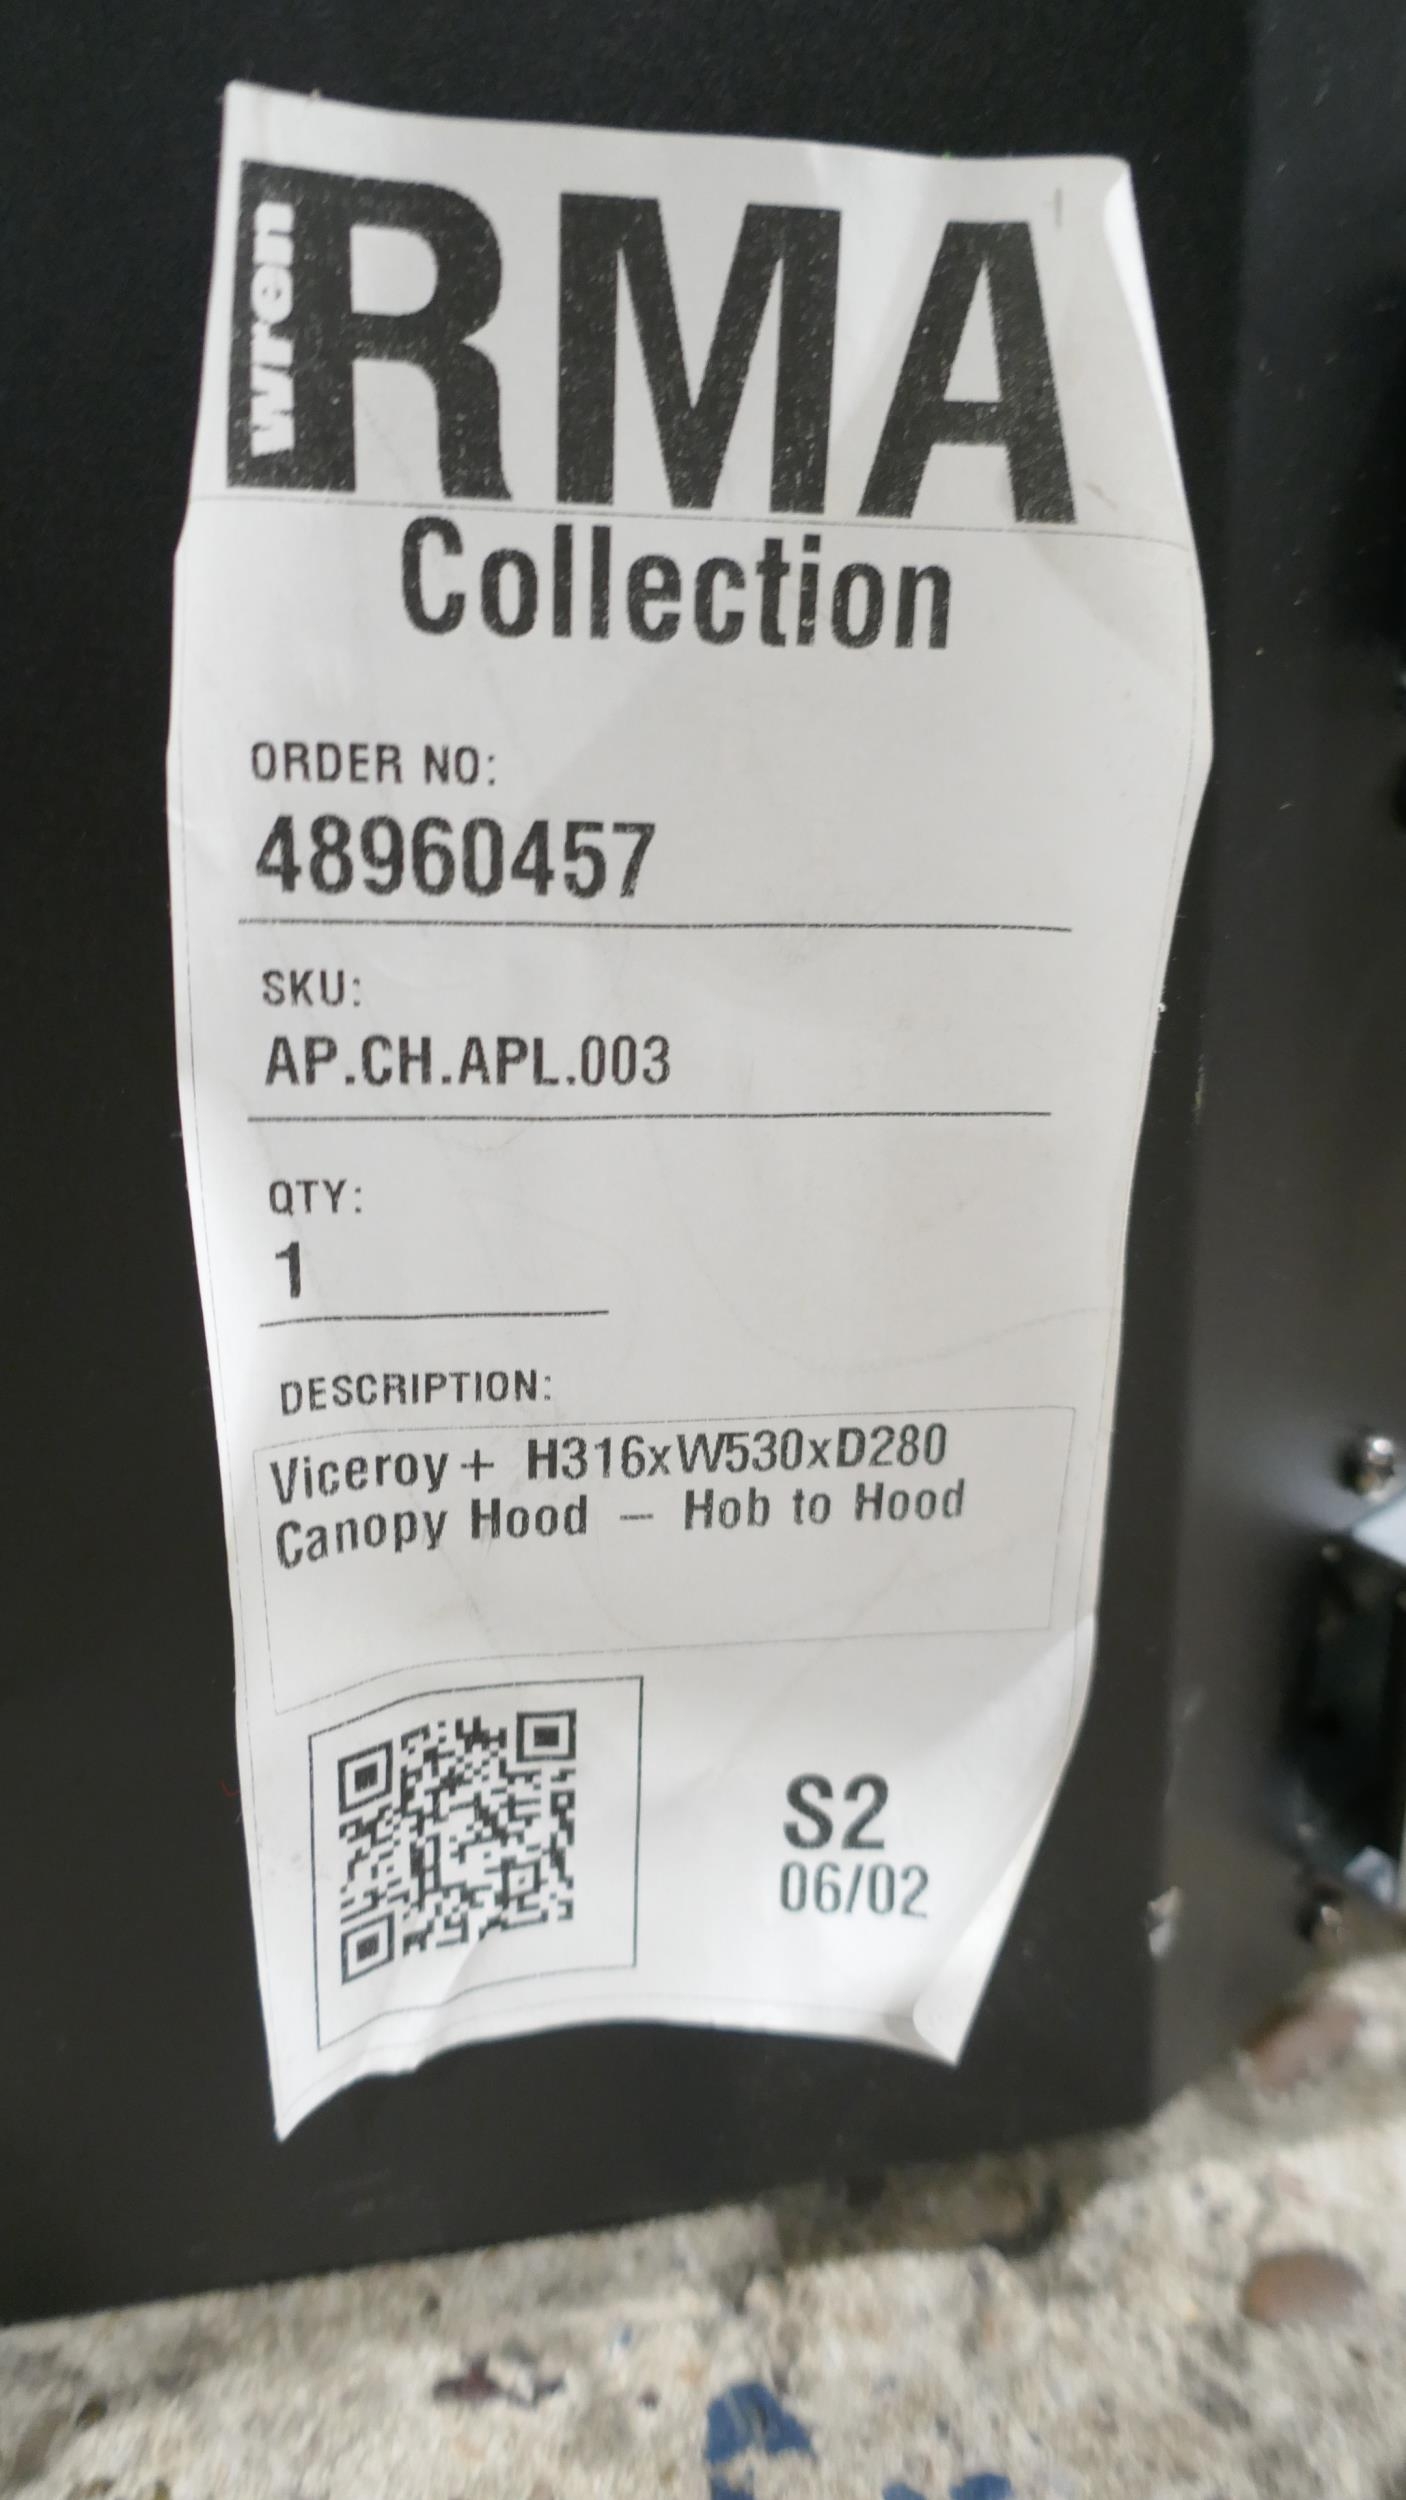 wren
RMA
Collection
ORDER NO:
48960457
SKU:
AP.CH.APL.003
QTY:
1
DESCRIPTION:
Viceroy+ H316xW530xD280
Canopy Hood – Hob to Hood
S2
06/02